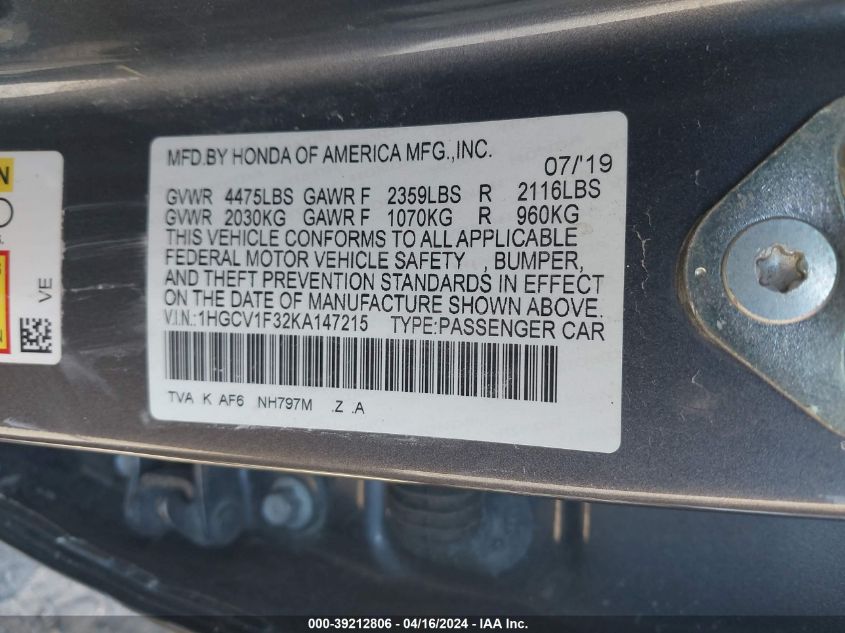 MFD.BY HONDA OF AMERICA MFG.,INC.
07/'19
GVWR 4475LBS GAWR F 2359LBS R 2116LBS
GVWR 2030KG GAWR F 1070KG R 960KG
THIS VEHICLE CONFORMS TO ALL APPLICABLE
FEDERAL MOTOR VEHICLE SAFETY , BUMPER,
AND THEFT PREVENTION STANDARDS IN EFFECT
ON THE DATE OF MANUFACTURE SHOWN ABOVE.
V.I.N.:1HGCV1F32KA147215 TYPE:PASSENGER CAR
TVA K AF6 NH797M .Z .A
VE
000-39212806 / 04/16/2024 - IAA Inc.